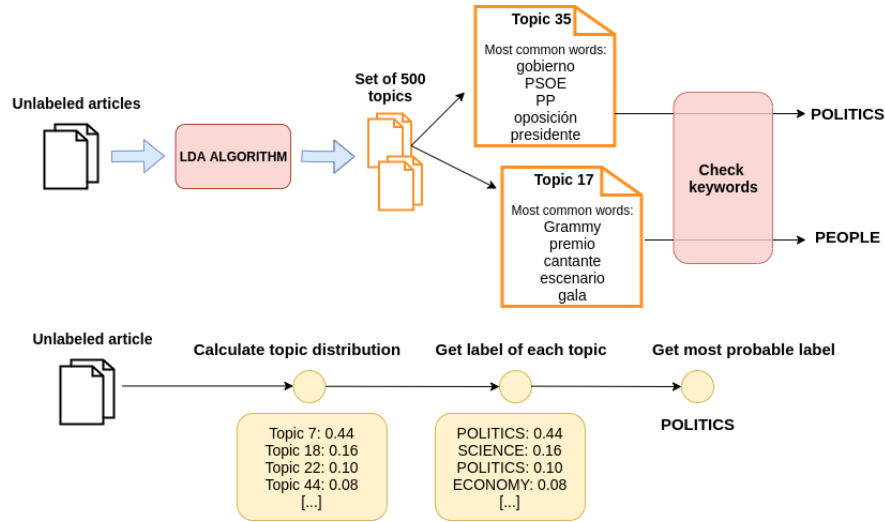 Unlabeled articles
LDA ALGORITHM
Set of 500
topics
Topic 35
Most common words:
gobierno
PSOE
PP
oposición
presidente
Topic 17
Most common words:
Grammy
premio
cantante
escenario
gala
Check
keywords
POLITICS
PEOPLE
Unlabeled article
Calculate topic distribution
Get label of each topic
Get most probable label
Topic 7: 0.44
Topic 18: 0.16
Topic 22: 0.10
Topic 44: 0.08
[...]
POLITICS: 0.44
SCIENCE: 0.16
POLITICS: 0.10
ECONOMY: 0.08
[...]
POLITICS